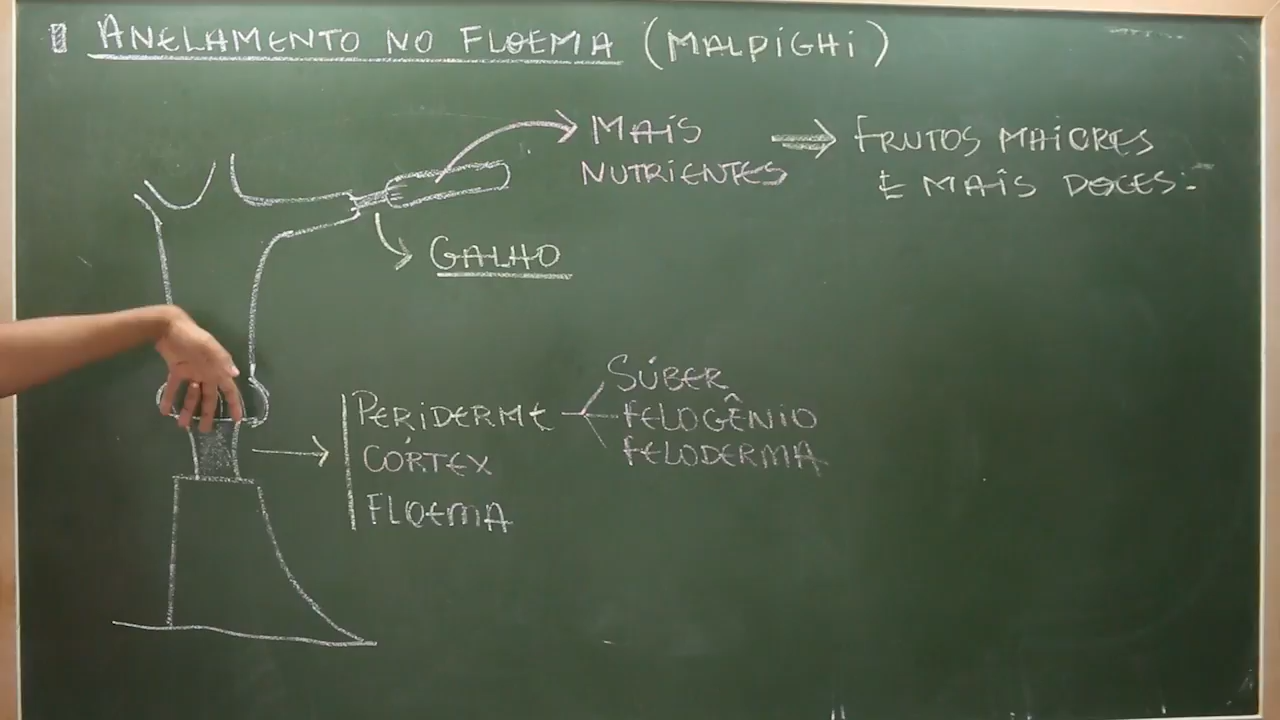 ANELAMENTO NO FLOEMA (MALPIGHI)
MAIS
NUTRIENTES
FRUTOS MAIORES
E MAIS DOCES.
GALHO
PERIDERME
CÓRTEX
FLOEMA
SÚBER
FELOGÊNIO
FELODERMA